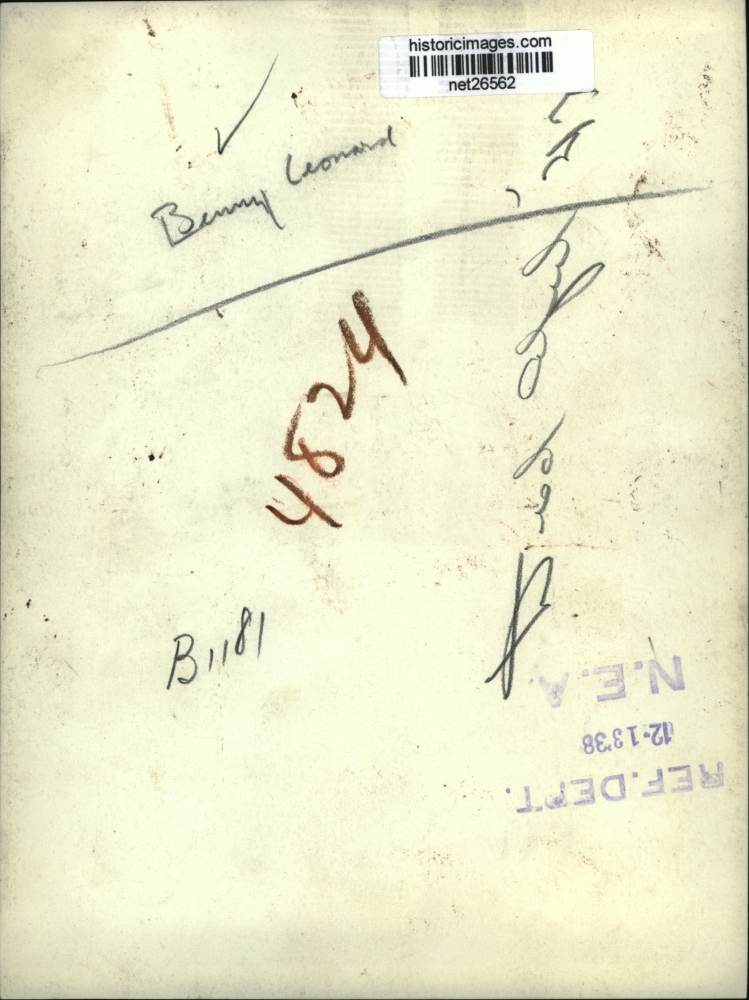 historicimages.com
net26562
Benny Leonard
4824
B1181
N.E.A.
12-13'38
REF. DEPT.